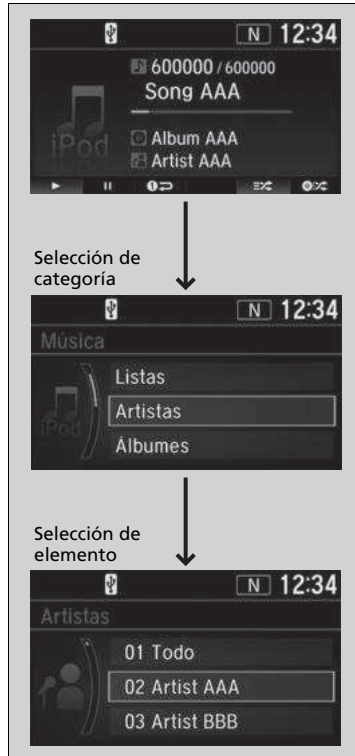 N 12:34
600000 / 600000
Song AAA
iPod
Album AAA
Artist AAA
Selección de
categoría
N 12:34
Música
Listas
iPod
Artistas
Álbumes
Selección de
elemento
N 12:34
Artistas
01 Todo
02 Artist AAA
03 Artist BBB